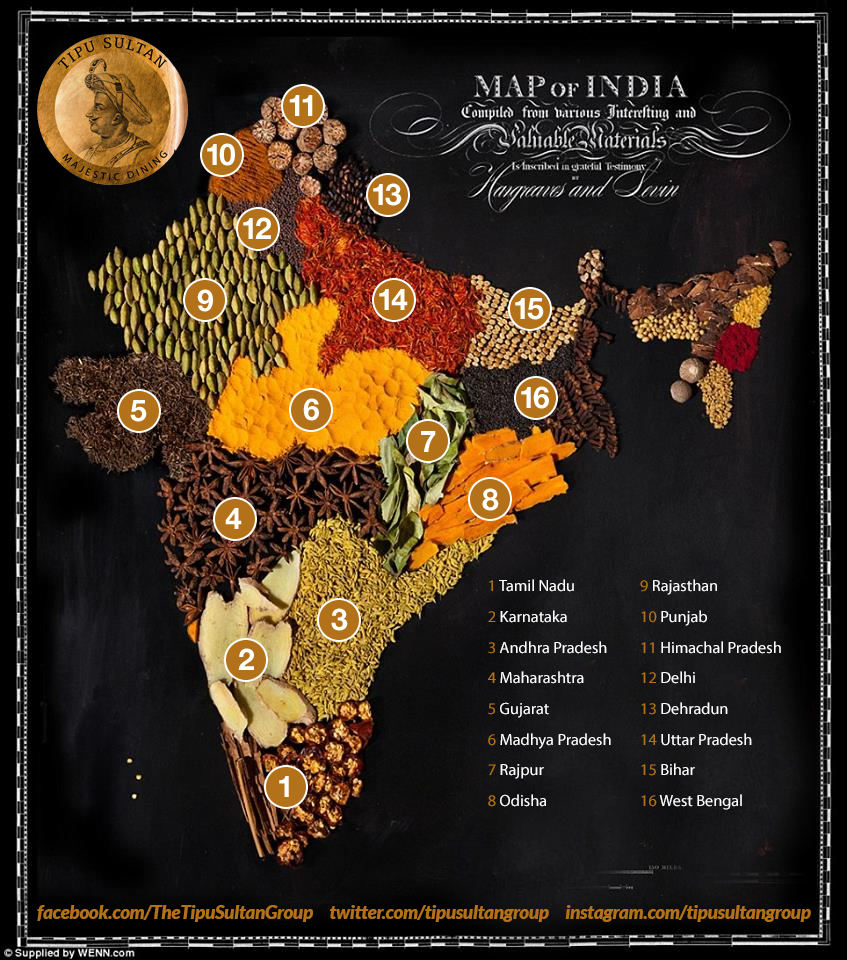 TIPU SULTAN
MAJESTIC DINING
MAP OF INDIA
Compiled from various Interesting and
Valuable Materials
Is Inscribed in grateful Testimony
BY
Hargreaves and Levin
11
10
13
12
9
14
15
5
6
16
7
8
4
3
2
1
1 Tamil Nadu
2 Karnataka
3 Andhra Pradesh
4 Maharashtra
5 Gujarat
6 Madhya Pradesh
7 Rajpur
8 Odisha
9 Rajasthan
10 Punjab
11 Himachal Pradesh
12 Delhi
13 Dehradun
14 Uttar Pradesh
15 Bihar
16 West Bengal
facebook.com/TheTipuSultanGroup twitter.com/tipusultangroup instagram.com/tipusultangroup
© Supplied by WENN.com